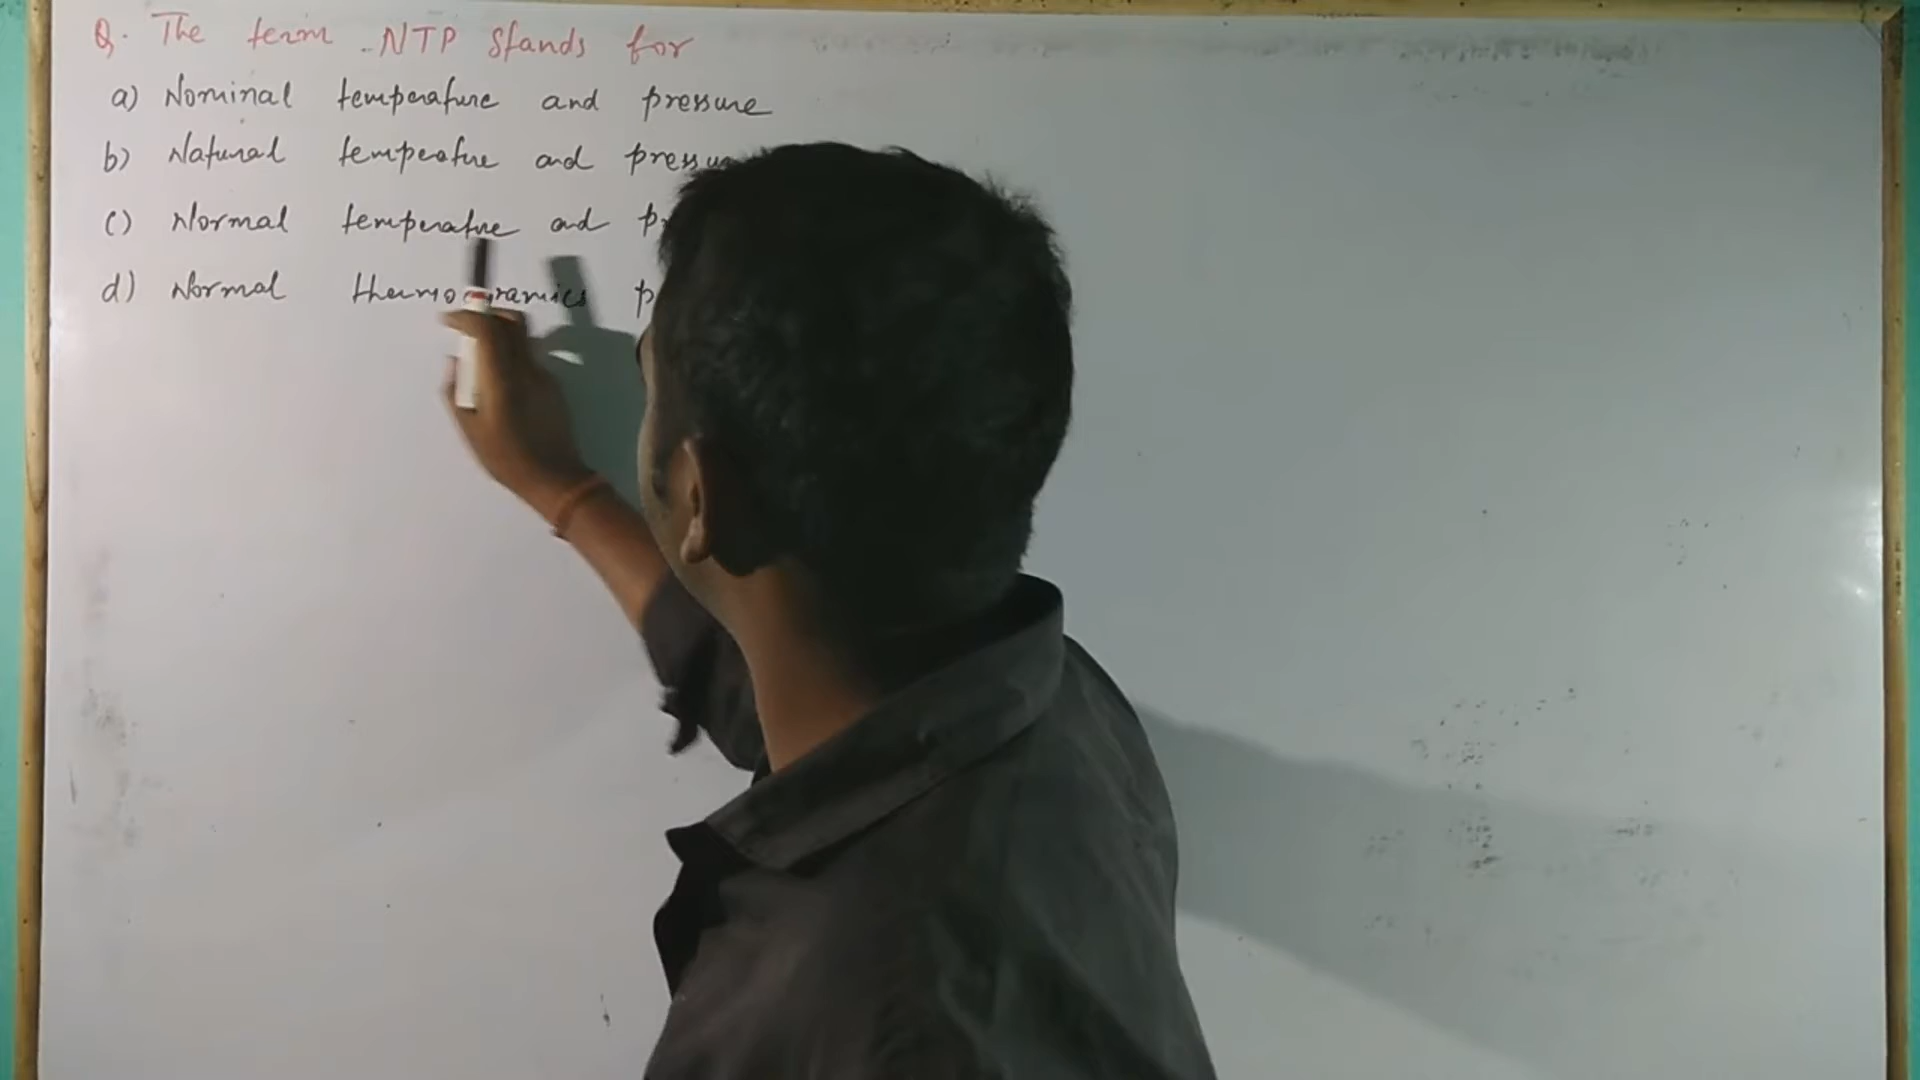 Q. The term NTP stands for
a) Nominal temperature and pressure
b) Natural tempeature and
c) Normal temperature and
d) Normal